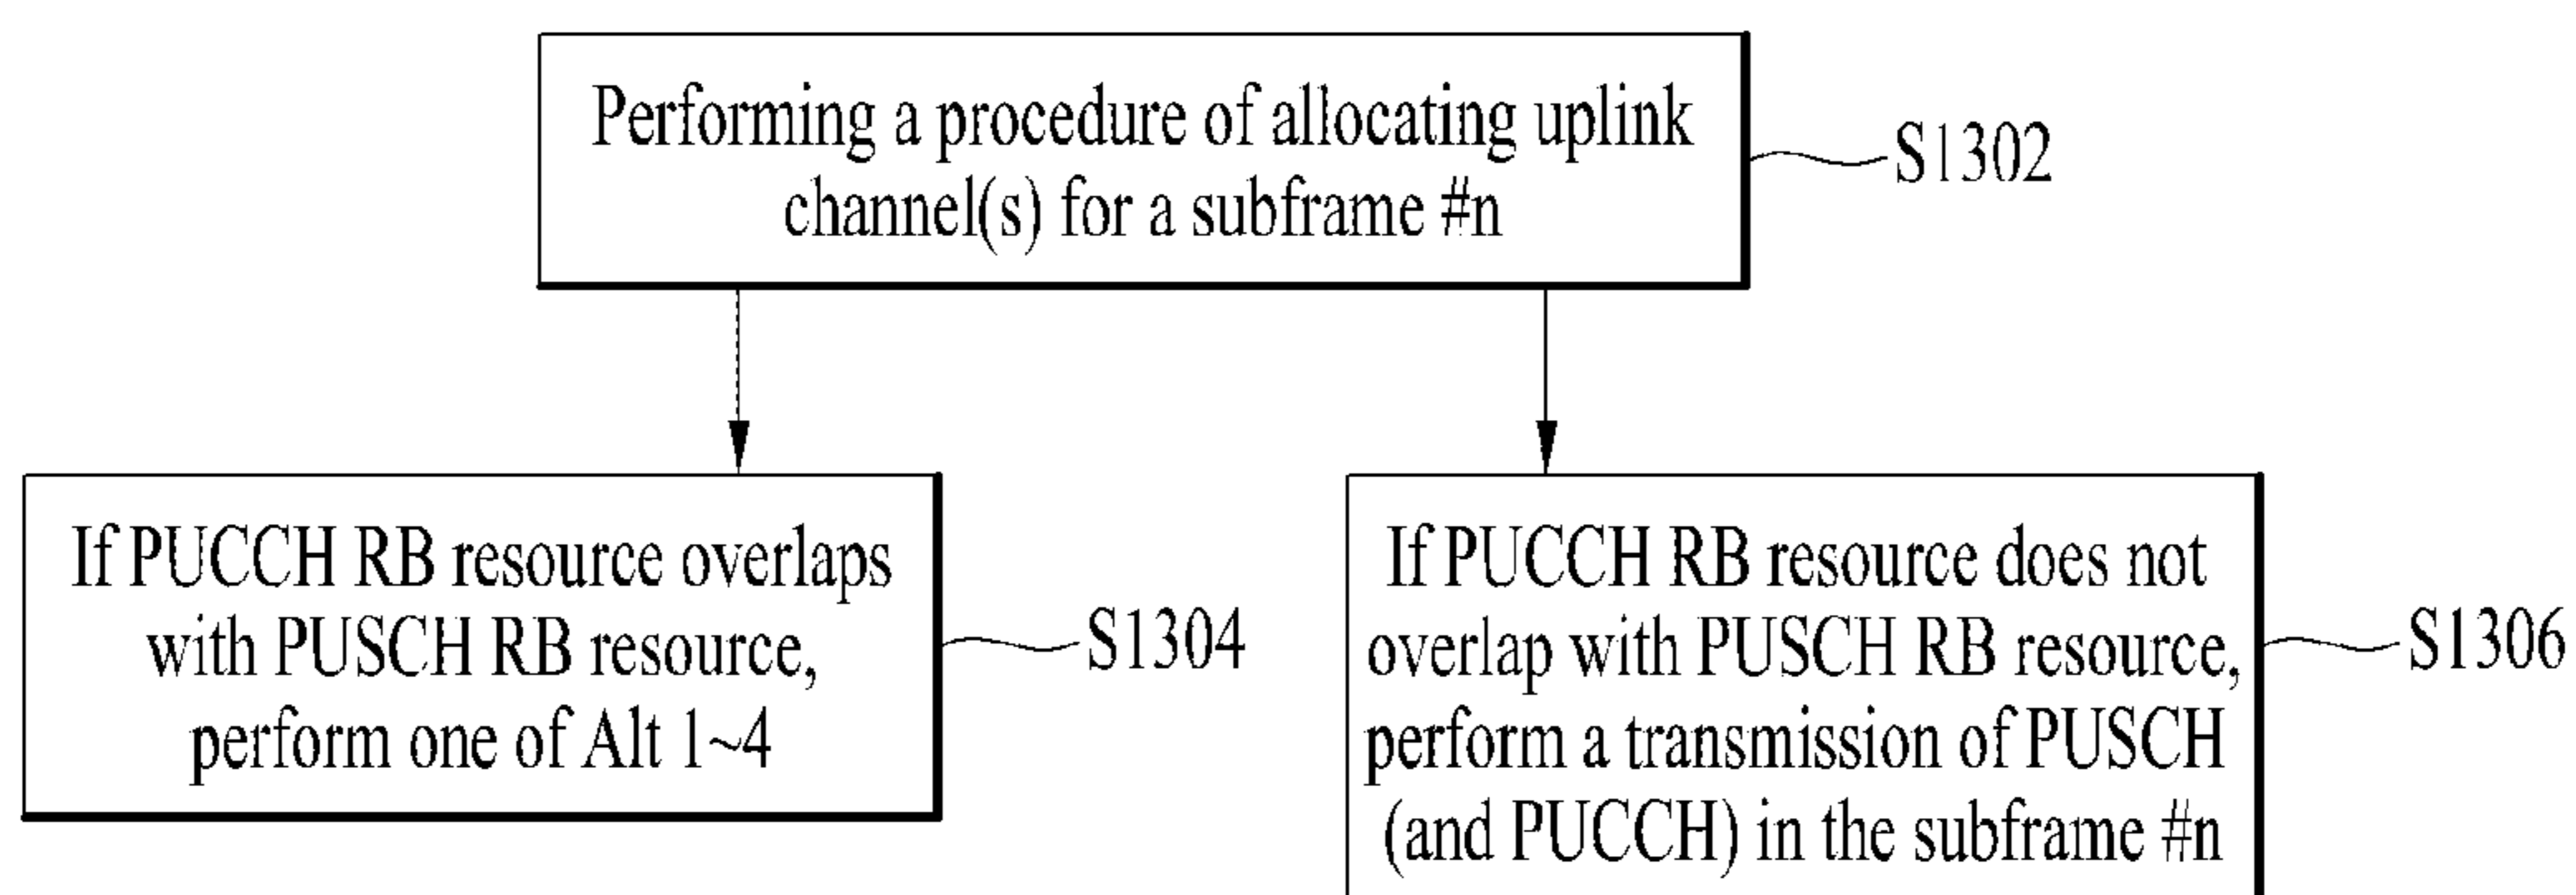 Performing a procedure of allocating uplink
channel(s) for a subframe #n
S1302
If PUCCH RB resource overlaps
with PUSCH RB resource,
perform one of Alt 1~4
S1304
If PUCCH RB resource does not
overlap with PUSCH RB resource,
perform a transmission of PUSCH
(and PUCCH) in the subframe #n
S1306